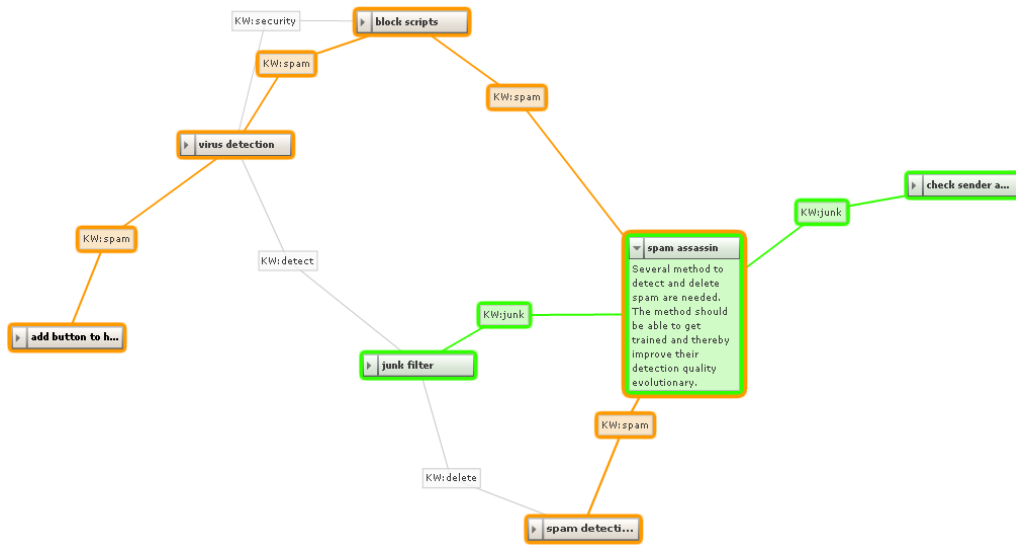 KW:security
block scripts
KW:spam
KW:spam
virus detection
check sender a...
KW:junk
KW:spam
spam assassin
KW:detect
Several method to
detect and delete
spam are needed.
The method should
be able to get
trained and thereby
improve their
detection quality
evolutionary.
KW:junk
add button to h...
junk filter
KW:spam
KW:delete
spam detecti...